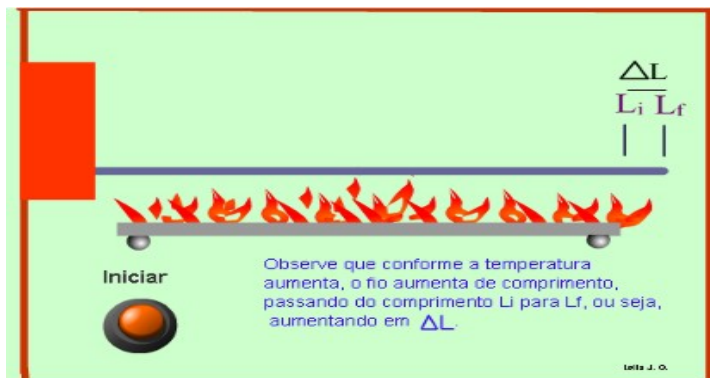 ΔL
Li Lf
Iniciar
Observe que conforme a temperatura
aumenta, o fio aumenta de comprimento,
passando do comprimento Li para Lf, ou seja,
aumentando em ΔL.
Leila J. O.